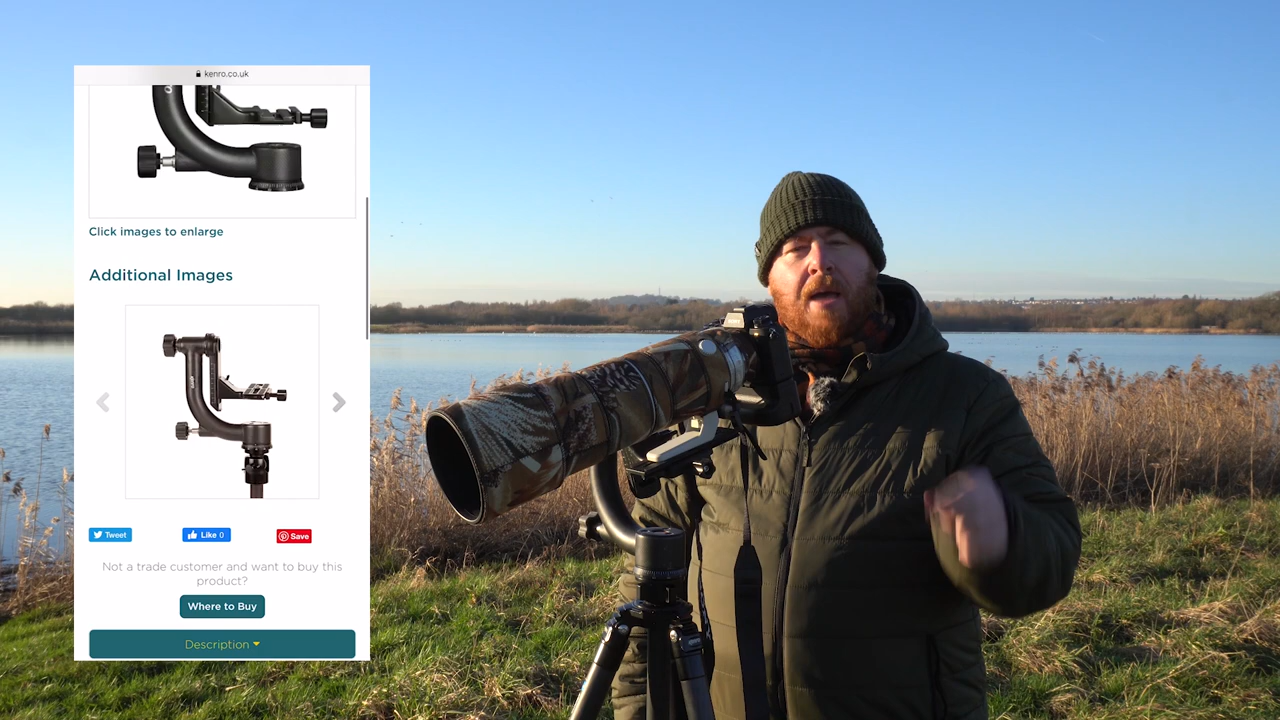 kenro.co.uk
Click images to enlarge
Additional Images
Tweet
Like 0
Save
Not a trade customer and want to buy this
product?
Where to Buy
Description